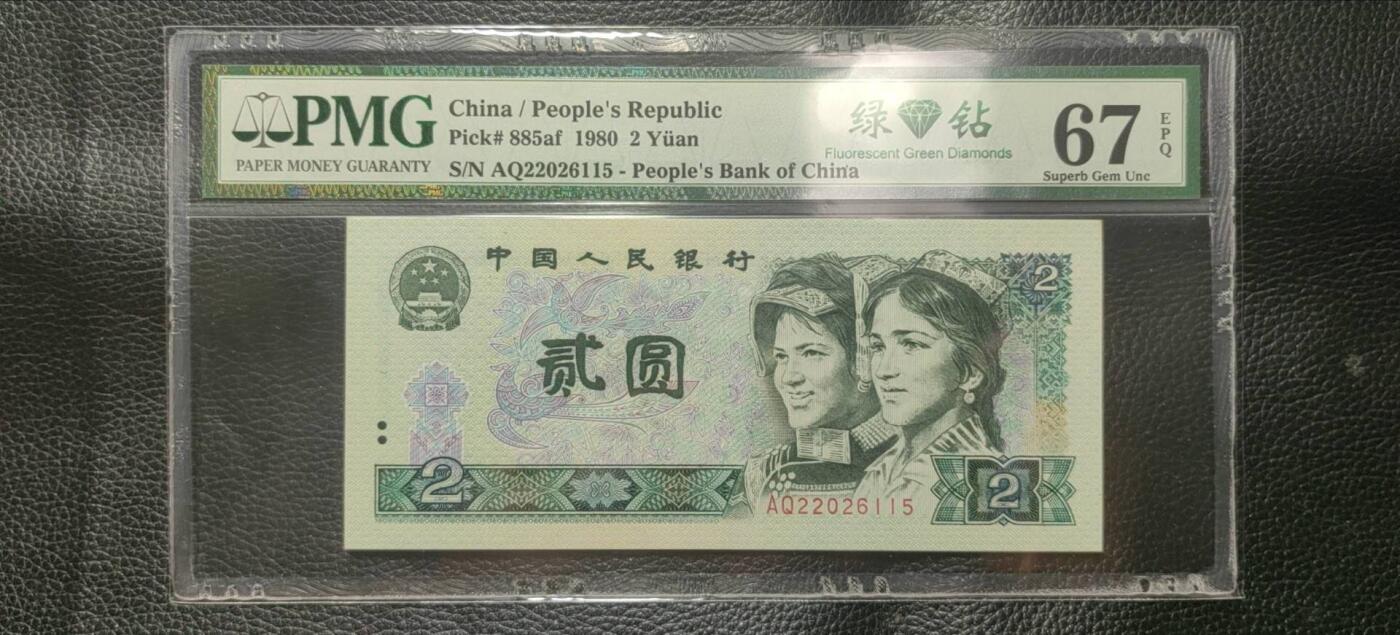 PMG
PAPER MONEY GUARANTY
China / People's Republic
Pick# 885af 1980 2 Yüan
S/N AQ22026115 - People's Bank of China
绿 钻
Fluorescent Green Diamonds
67
EPQ
Superb Gem Unc
中国人民银行
2
贰圆
2
2
AQ22026115